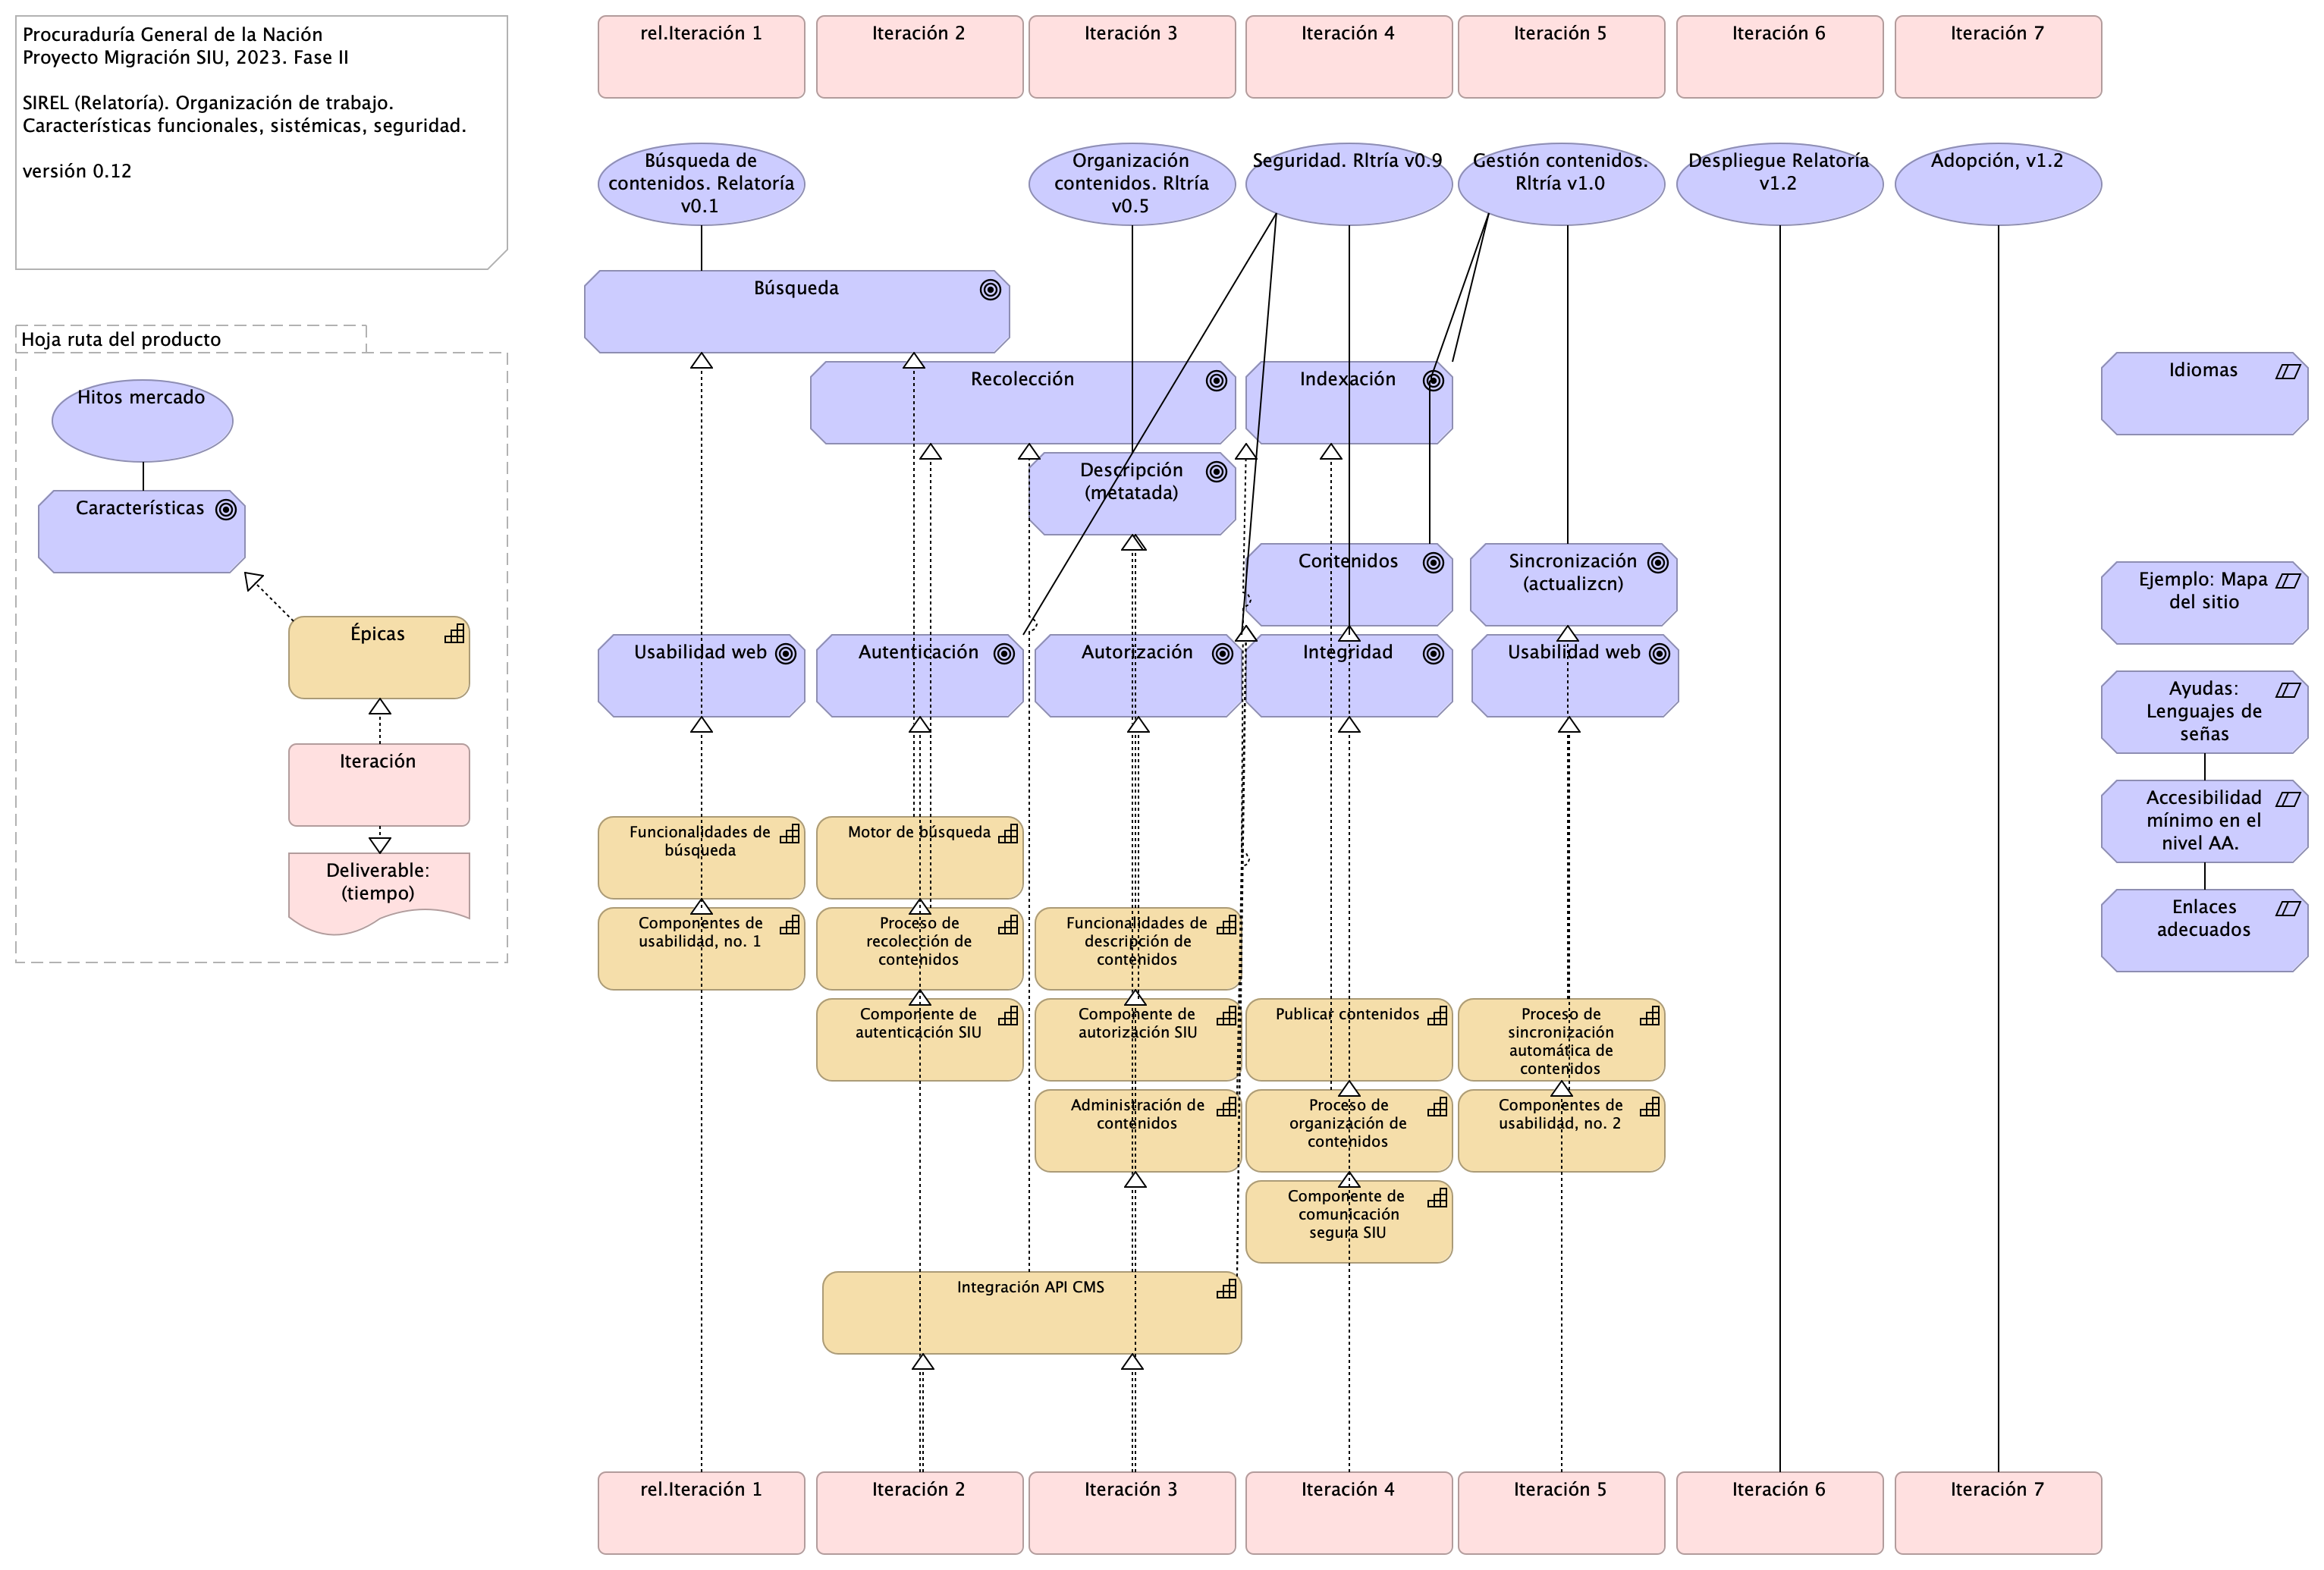 Procuraduría General de la Nación
Proyecto Migración SIU, 2023. Fase II
SIREL (Relatoría). Organización de trabajo.
Características funcionales, sistémicas, seguridad.
versión 0.12
Hoja ruta del producto
Hitos mercado
Características
Épicas
Iteración
Deliverable:
(tiempo)
rel.Iteración 1
Iteración 2
Iteración 3
Iteración 4
Iteración 5
Iteración 6
Iteración 7
Búsqueda de
contenidos. Relatoría
v0.1
Organización
contenidos. Rltría
v0.5
Seguridad. Rltría v0.9
Gestión contenidos.
Rltría v1.0
Despliegue Relatoría
v1.2
Adopción, v1.2
Búsqueda
Recolección
Indexación
Descripción
(metatada)
Contenidos
Sincronización
(actualizcn)
Usabilidad web
Autenticación
Autorización
Integridad
Usabilidad web
Funcionalidades de
búsqueda
Motor de búsqueda
Componentes de
usabilidad, no. 1
Proceso de
recolección de
contenidos
Funcionalidades de
descripción de
contenidos
Componente de
autenticación SIU
Componente de
autorización SIU
Publicar contenidos
Proceso de
sincronización
automática de
contenidos
Administración de
contenidos
Proceso de
organización de
contenidos
Componentes de
usabilidad, no. 2
Componente de
comunicación
segura SIU
Integración API CMS
rel.Iteración 1
Iteración 2
Iteración 3
Iteración 4
Iteración 5
Iteración 6
Iteración 7
Idiomas
Ejemplo: Mapa
del sitio
Ayudas:
Lenguajes de
señas
Accesibilidad
mínimo en el
nivel AA.
Enlaces
adecuados